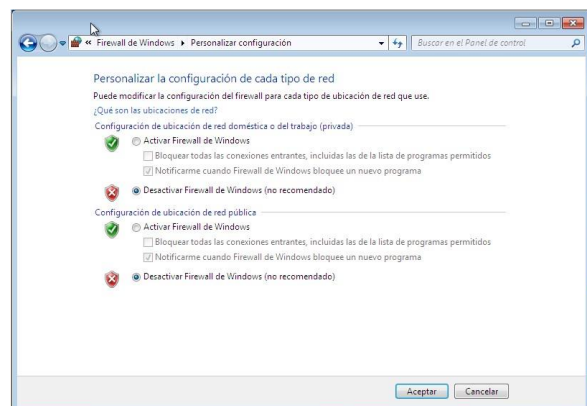 « Firewall de Windows ▸ Personalizar configuración
Buscar en el Panel de control
Personalizar la configuración de cada tipo de red
Puede modificar la configuración del firewall para cada tipo de ubicación de red que use.
¿Qué son las ubicaciones de red?
Configuración de ubicación de red doméstica o del trabajo (privada)
Activar Firewall de Windows
Bloquear todas las conexiones entrantes, incluidas las de la lista de programas permitidos
Notificarme cuando Firewall de Windows bloquee un nuevo programa
Desactivar Firewall de Windows (no recomendado)
Configuración de ubicación de red pública
Activar Firewall de Windows
Bloquear todas las conexiones entrantes, incluidas las de la lista de programas permitidos
Notificarme cuando Firewall de Windows bloquee un nuevo programa
Desactivar Firewall de Windows (no recomendado)
Aceptar Cancelar